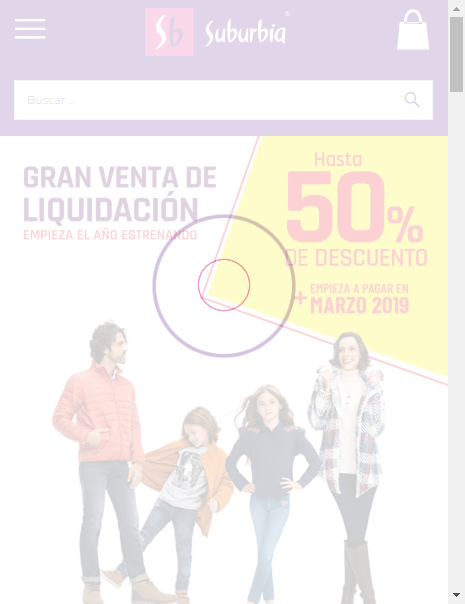 Sb Suburbia®
Buscar ...
Hasta
50%
DE DESCUENTO
+ EMPIEZA A PAGAR EN
MARZO 2019
GRAN VENTA DE
LIQUIDACIÓN
EMPIEZA EL AÑO ESTRENANDO